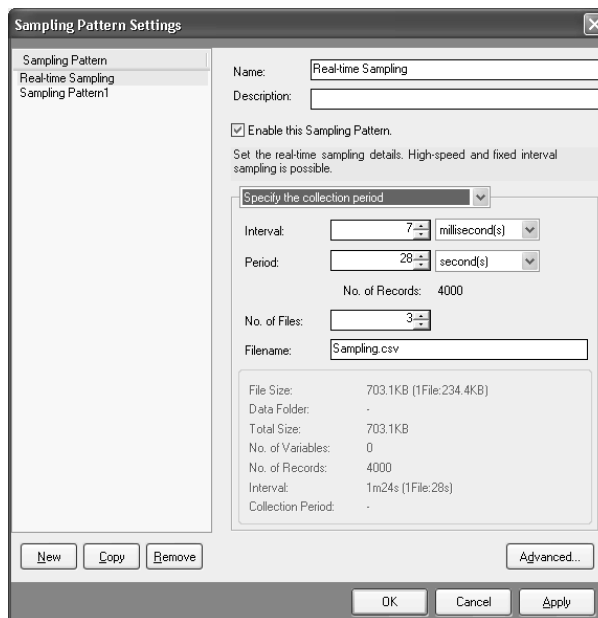 Sampling Pattern Settings
Sampling Pattern
Real-time Sampling
Sampling Pattern1
Name: Real-time Sampling
Description:
Enable this Sampling Pattern.
Set the real-time sampling details. High-speed and fixed interval
sampling is possible.
Specify the collection period
Interval: 7 millisecond(s)
Period: 28 second(s)
No. of Records: 4000
No. of Files: 3
Filename: Sampling.csv
File Size: 703.1KB (1File:234.4KB)
Data Folder: -
Total Size: 703.1KB
No. of Variables: 0
No. of Records: 4000
Interval: 1m24s (1File:28s)
Collection Period: -
New Copy Remove Advanced...
OK Cancel Apply